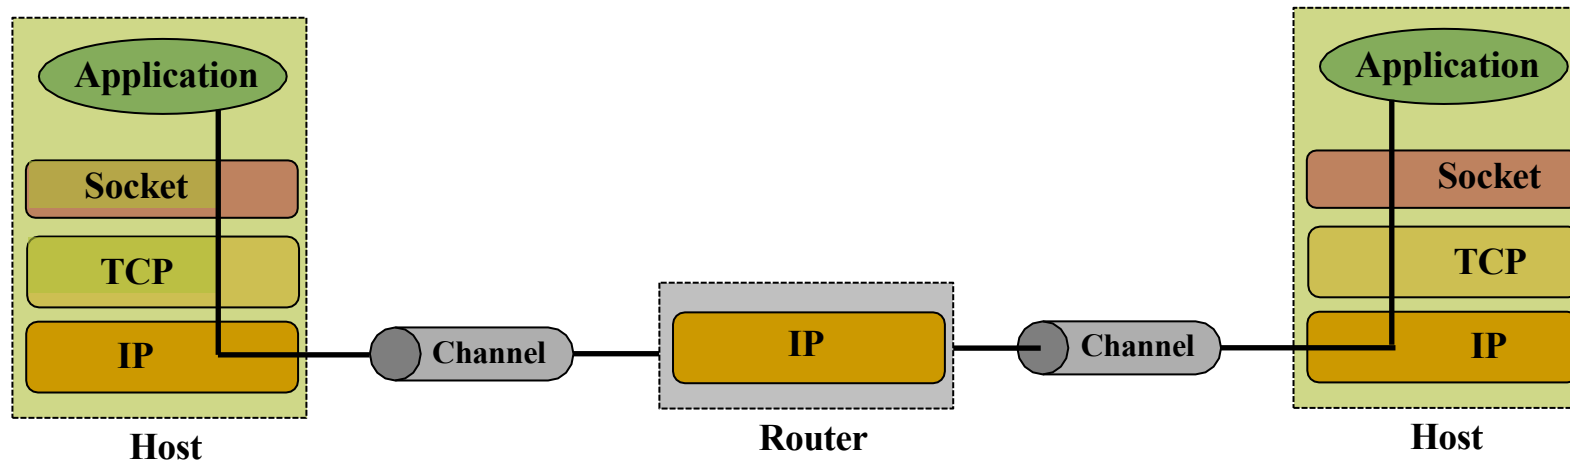 Application
Socket
TCP
IP
Host
Channel
IP
Router
Channel
Application
Socket
TCP
IP
Host